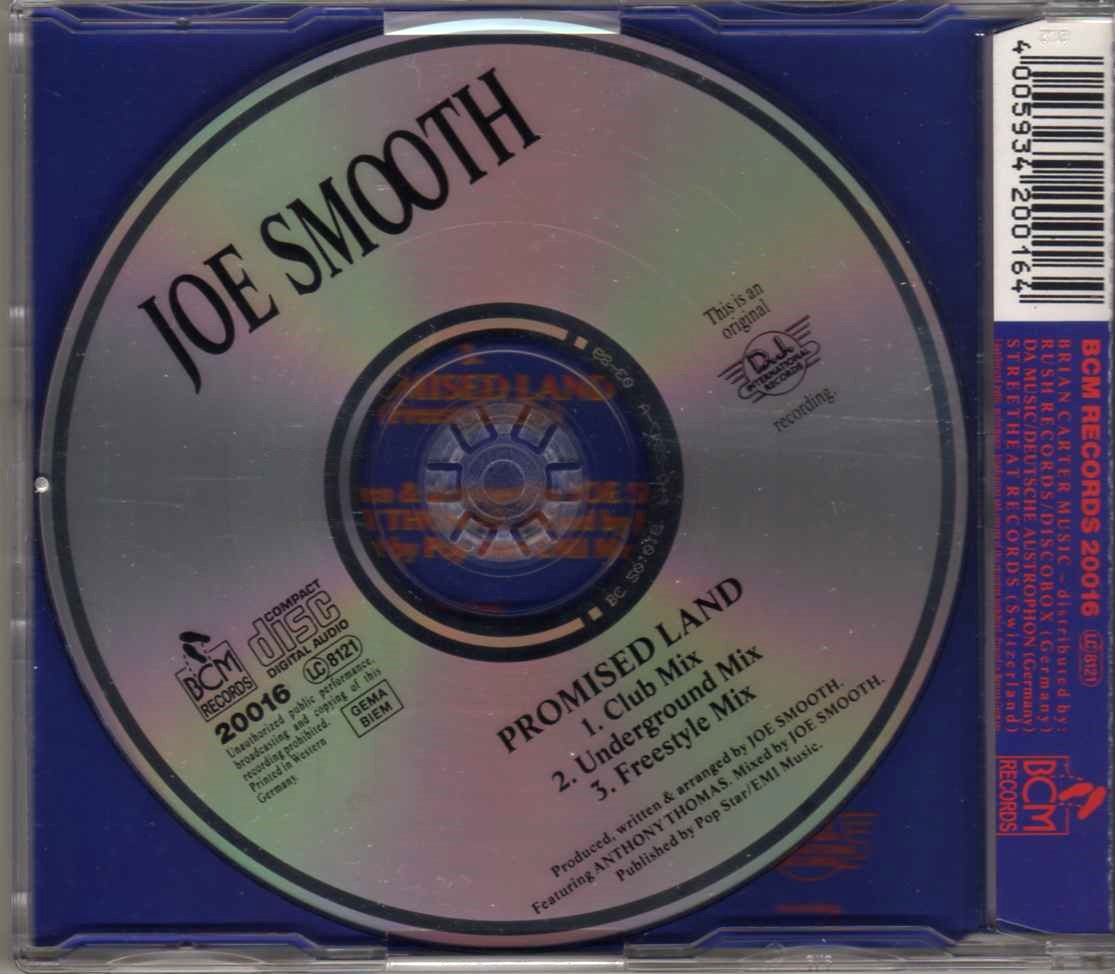 JOE SMOOTH
This is an
original
D.J.
INTERNATIONAL
RECORDS
recording.
BCM
RECORDS
COMPACT
disc
DIGITAL AUDIO
20016
LC 8121
Unauthorized public performance,
broadcasting and copying of this
recording prohibited.
Printed in Western
Germany.
GEMA
BIEM
PROMISED LAND
1. Club Mix
2. Underground Mix
3. Freestyle Mix
Produced, written & arranged by JOE SMOOTH.
Featuring ANTHONY THOMAS. Mixed by JOE SMOOTH.
Published by Pop Star/EMI Music.
MISED LAND
4 005934 200164
BCM RECORDS 20016 LC 8121
BRIAN CARTER MUSIC – distributed by:
RUSH RECORDS/DISCOBOX (Germany)
DA MUSIC/DEUTSCHE AUSTROPHON (Germany)
STREETHEAT RECORDS (Switzerland)
BCM
RECORDS